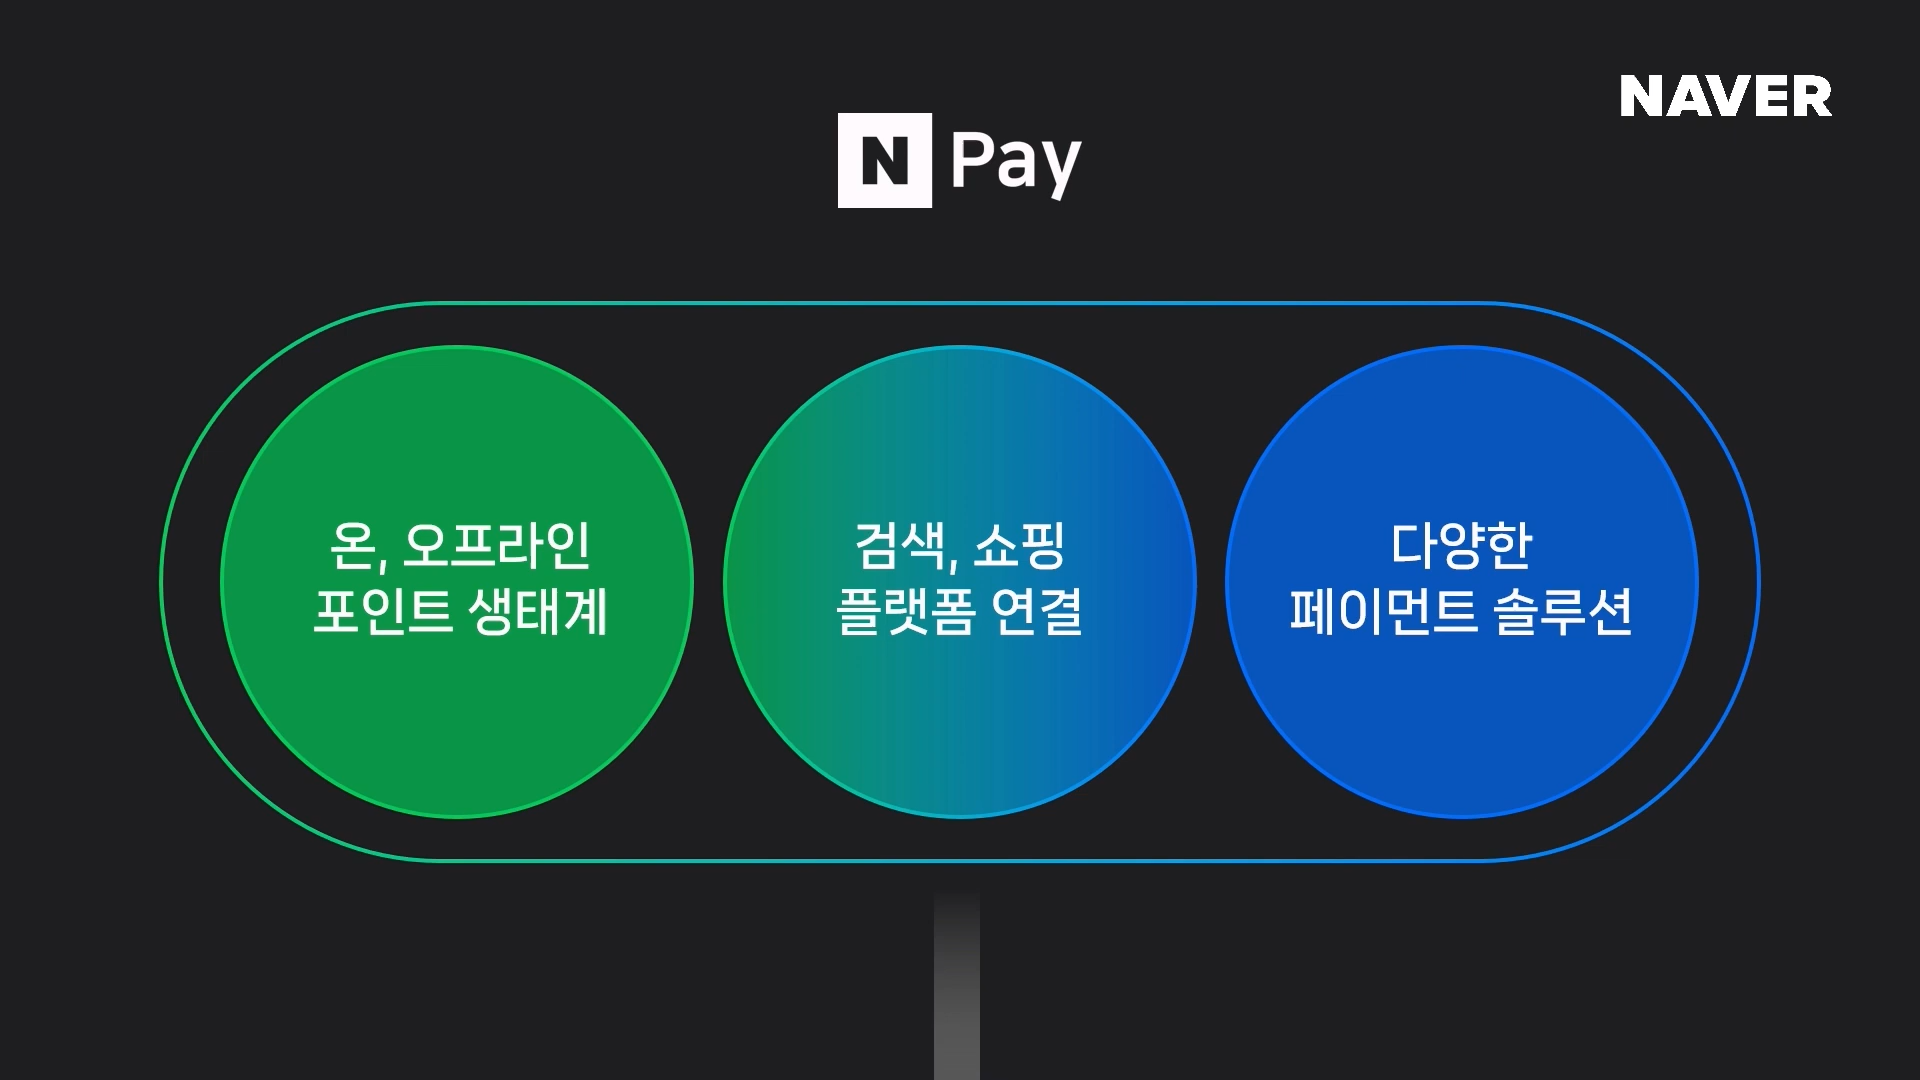 NAVER
N Pay
온, 오프라인
포인트 생태계
검색, 쇼핑
플랫폼 연결
다양한
페이먼트 솔루션